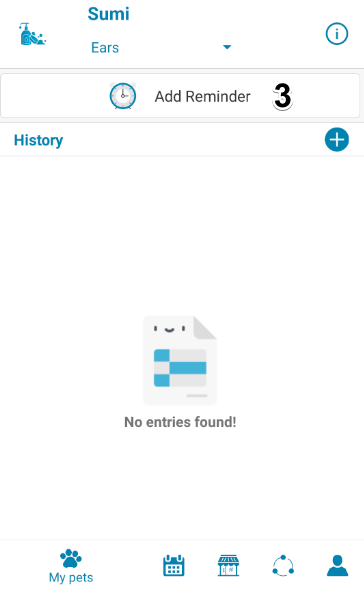 Sumi
Ears
Add Reminder 3
History
No entries found!
My pets